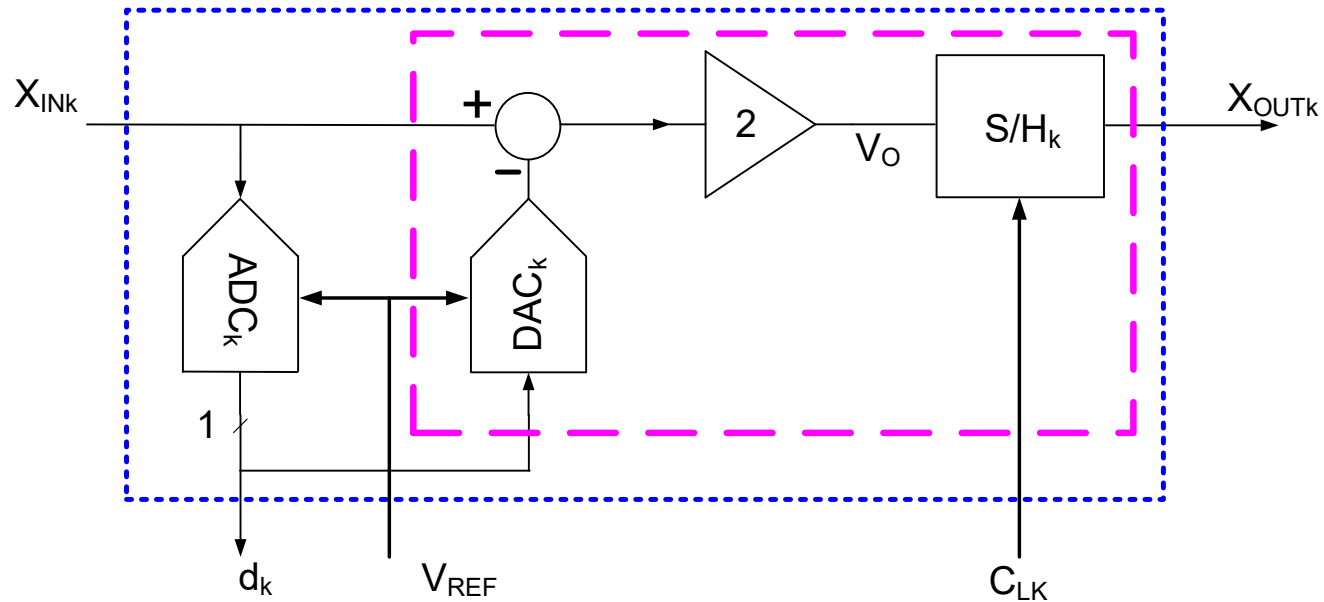 X_INk
+
-
2
V_O
S/H_k
X_OUTk
ADC_k
DAC_k
1
d_k
V_REF
C_LK